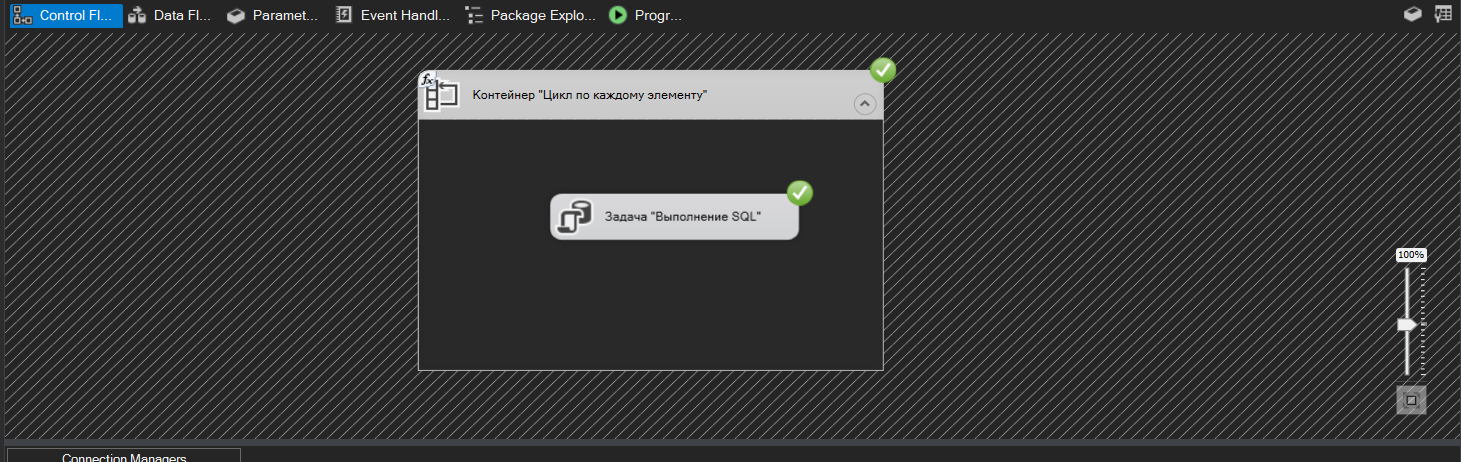 Control Fl... Data Fl... Paramet... Event Handl... Package Explo... Progr...
fx
Контейнер "Цикл по каждому элементу"
Задача "Выполнение SQL"
100%
Connection Managers